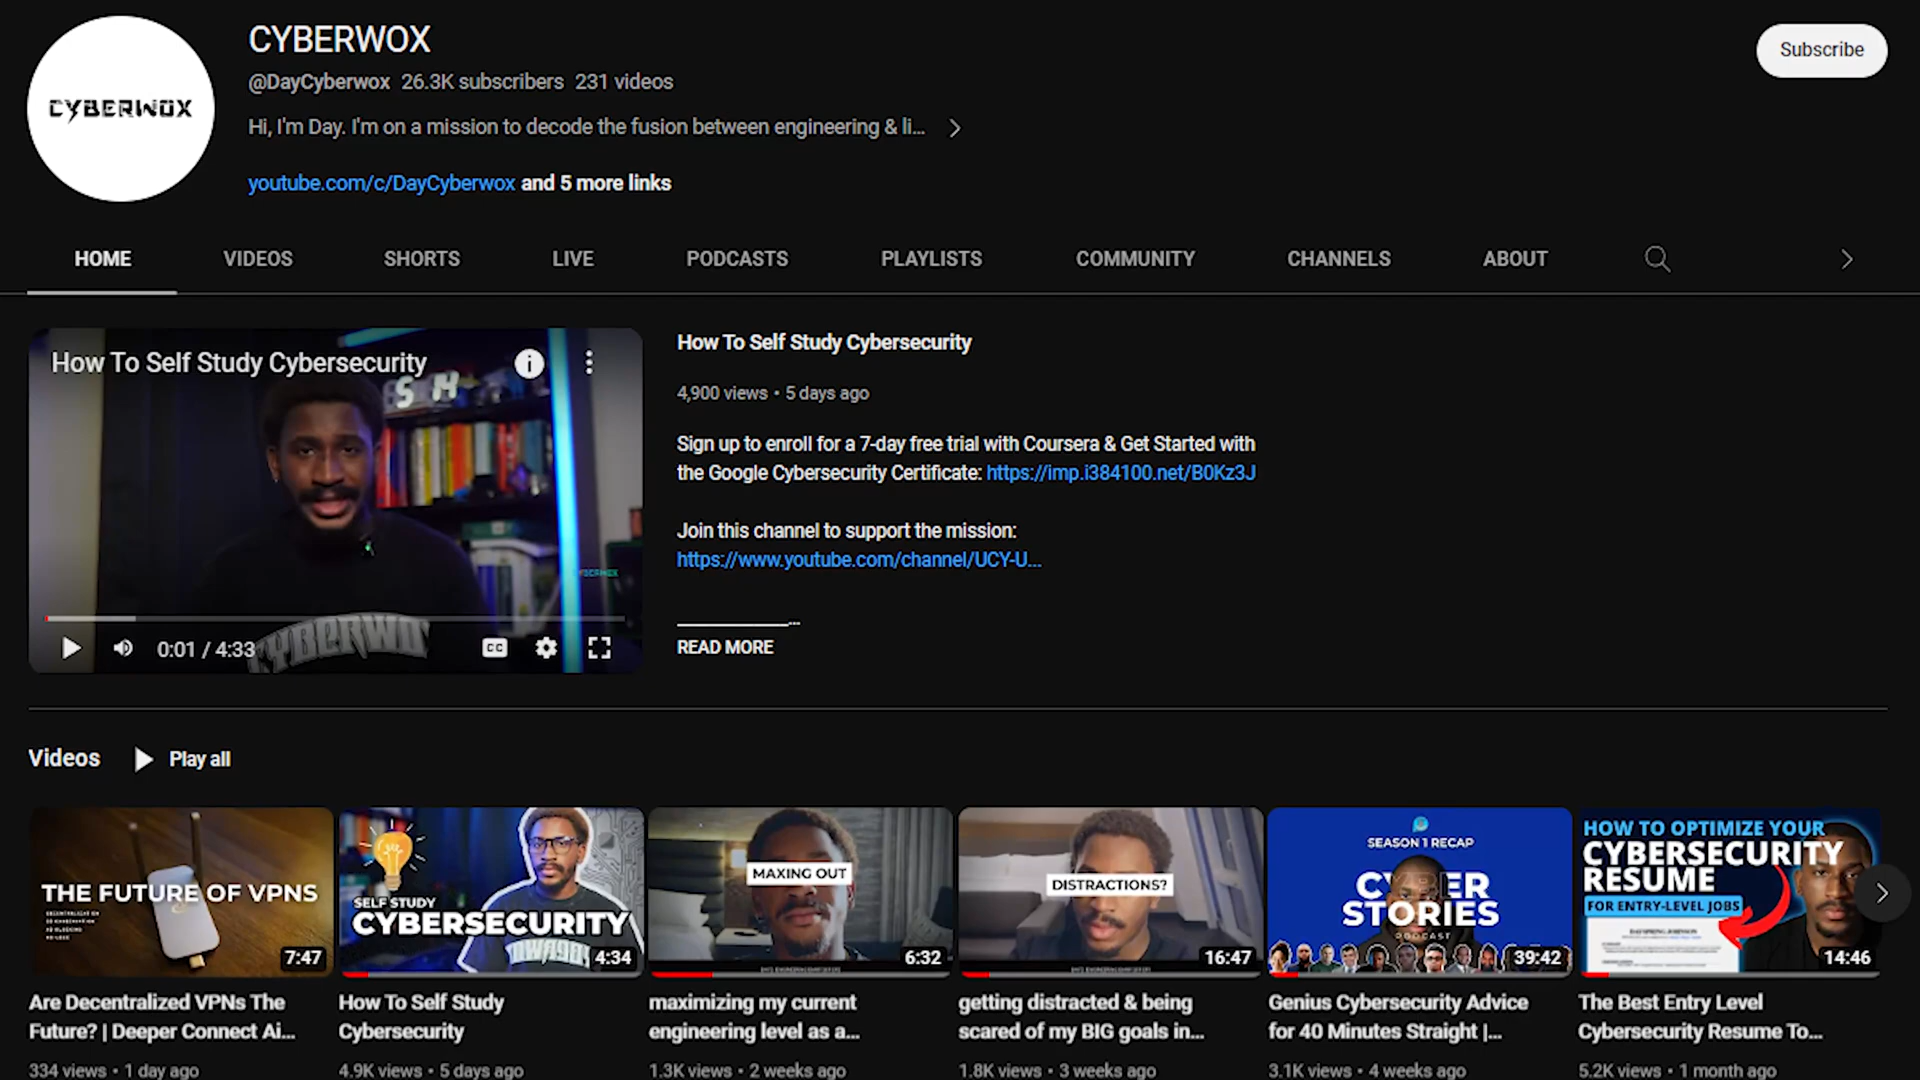 CYBERWOX
CYBERWOX
@DayCyberwox 26.3K subscribers 231 videos
Hi, I'm Day. I'm on a mission to decode the fusion between engineering & li...
youtube.com/c/DayCyberwox and 5 more links
Subscribe
HOME VIDEOS SHORTS LIVE PODCASTS PLAYLISTS COMMUNITY CHANNELS ABOUT
How To Self Study Cybersecurity
CYBERWO
CC
0:01 / 4:33
How To Self Study Cybersecurity
4,900 views • 5 days ago
Sign up to enroll for a 7-day free trial with Coursera & Get Started with
the Google Cybersecurity Certificate: https://imp.i384100.net/B0Kz3J
Join this channel to support the mission:
https://www.youtube.com/channel/UCY-U...
READ MORE
Videos Play all
THE FUTURE OF VPNS
7:47
Are Decentralized VPNs The
Future? | Deeper Connect Ai...
334 views • 1 day ago
SELF STUDY
CYBERSECURITY
4:34
How To Self Study
Cybersecurity
4.9K views • 5 days ago
MAXING OUT
6:32
maximizing my current
engineering level as a...
1.3K views • 2 weeks ago
DISTRACTIONS?
16:47
getting distracted & being
scared of my BIG goals in...
1.8K views • 3 weeks ago
SEASON 1 RECAP
CYBER
STORIES
PODCAST
39:42
Genius Cybersecurity Advice
for 40 Minutes Straight |...
3.1K views • 4 weeks ago
HOW TO OPTIMIZE YOUR
CYBERSECURITY
RESUME
FOR ENTRY-LEVEL JOBS
14:46
The Best Entry Level
Cybersecurity Resume To...
5.2K views • 1 month ago